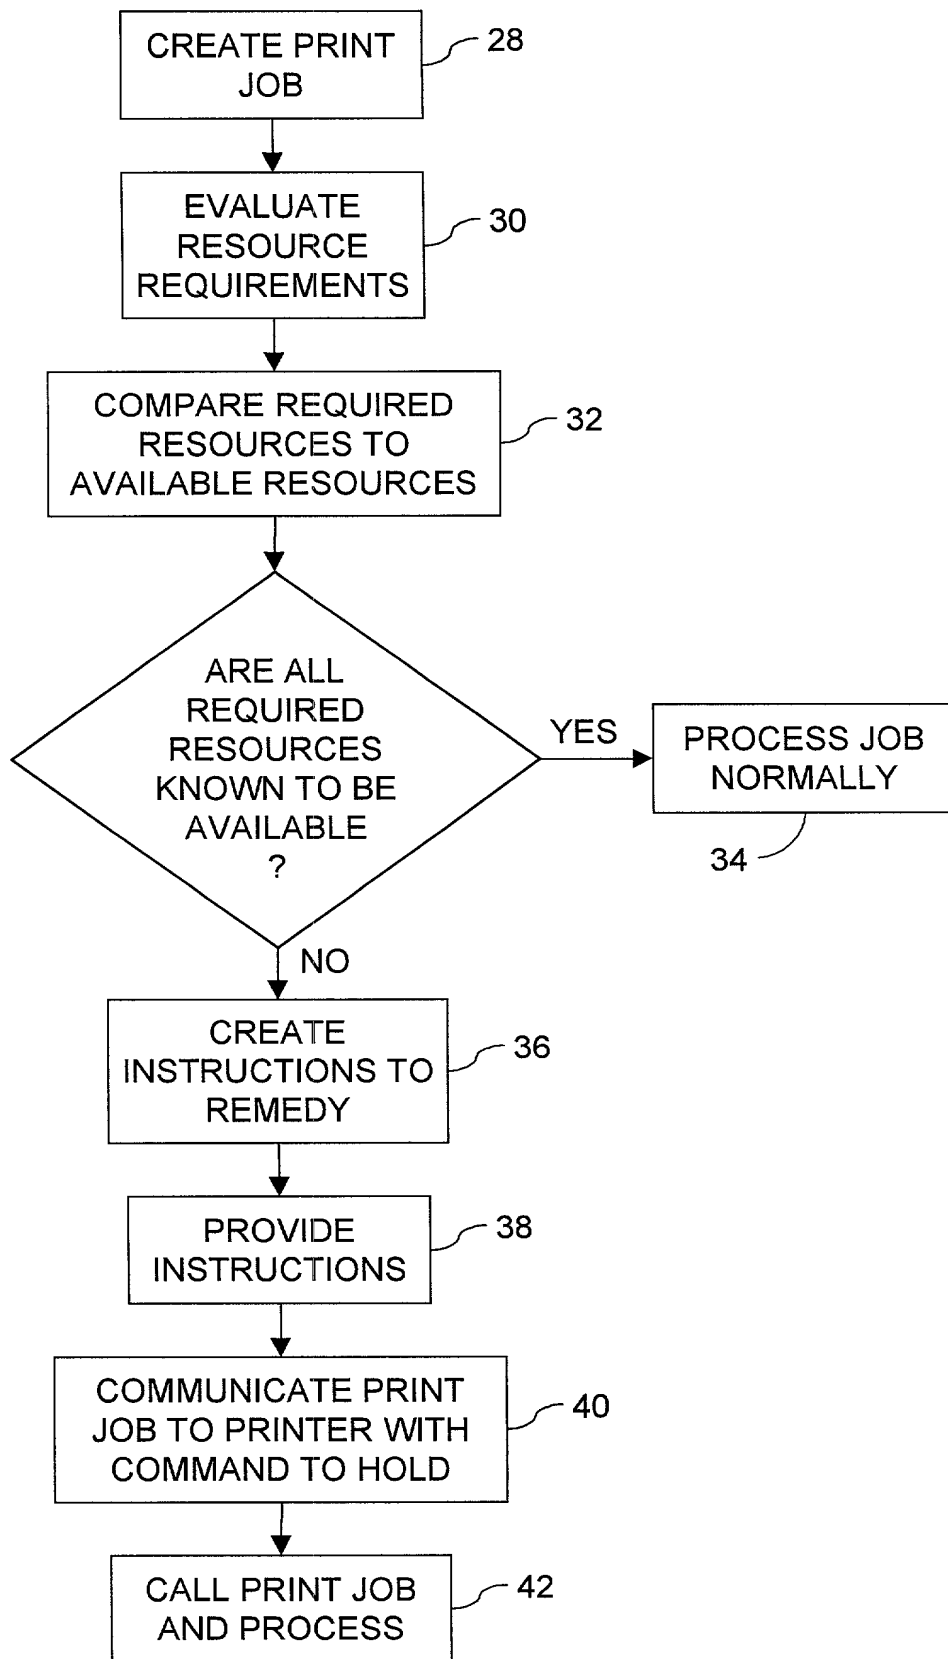 CREATE PRINT
JOB
28
EVALUATE
RESOURCE
REQUIREMENTS
30
COMPARE REQUIRED
RESOURCES TO
AVAILABLE RESOURCES
32
ARE ALL
REQUIRED
RESOURCES
KNOWN TO BE
AVAILABLE
?
YES
PROCESS JOB
NORMALLY
34
NO
CREATE
INSTRUCTIONS TO
REMEDY
36
PROVIDE
INSTRUCTIONS
38
COMMUNICATE PRINT
JOB TO PRINTER WITH
COMMAND TO HOLD
40
CALL PRINT JOB
AND PROCESS
42